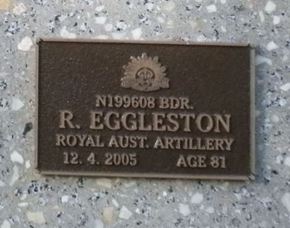 N199608 BDR.
R. EGGLESTON
ROYAL AUST. ARTILLERY
12. 4. 2005 AGE 81